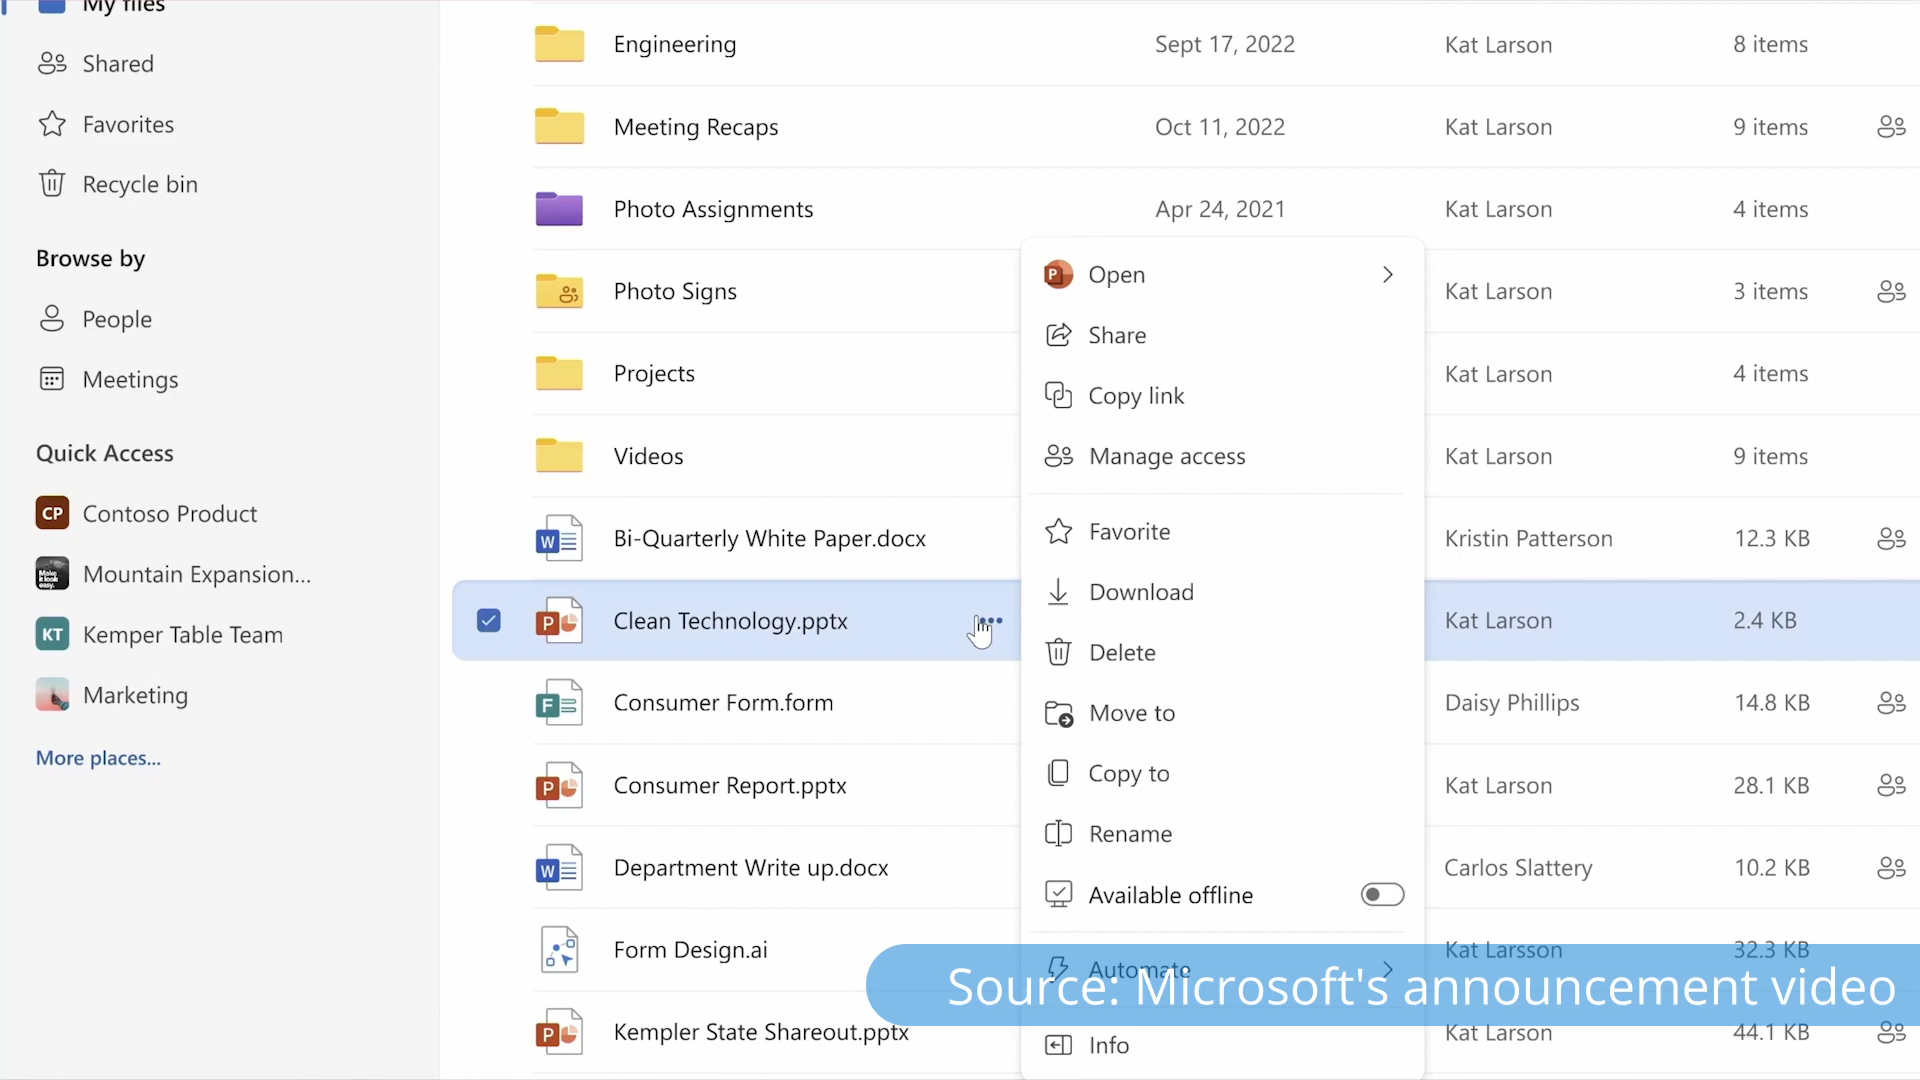 My files
Shared
Favorites
Recycle bin
Browse by
People
Meetings
Quick Access
CP Contoso Product
Make it look easy. Mountain Expansion...
KT Kemper Table Team
Marketing
More places...
Engineering Sept 17, 2022 Kat Larson 8 items
Meeting Recaps Oct 11, 2022 Kat Larson 9 items
Photo Assignments Apr 24, 2021 Kat Larson 4 items
Photo Signs Kat Larson 3 items
Projects Kat Larson 4 items
Videos Kat Larson 9 items
W Bi-Quarterly White Paper.docx Kristin Patterson 12.3 KB
P Clean Technology.pptx Kat Larson 2.4 KB
F Consumer Form.form Daisy Phillips 14.8 KB
P Consumer Report.pptx Kat Larson 28.1 KB
W Department Write up.docx Carlos Slattery 10.2 KB
Form Design.ai Kat Larsson 32.3 KB
P Kempler State Shareout.pptx Kat Larson 44.1 KB
P Open
Share
Copy link
Manage access
Favorite
Download
Delete
Move to
Copy to
Rename
Available offline
Automate
Info
Source: Microsoft's announcement video